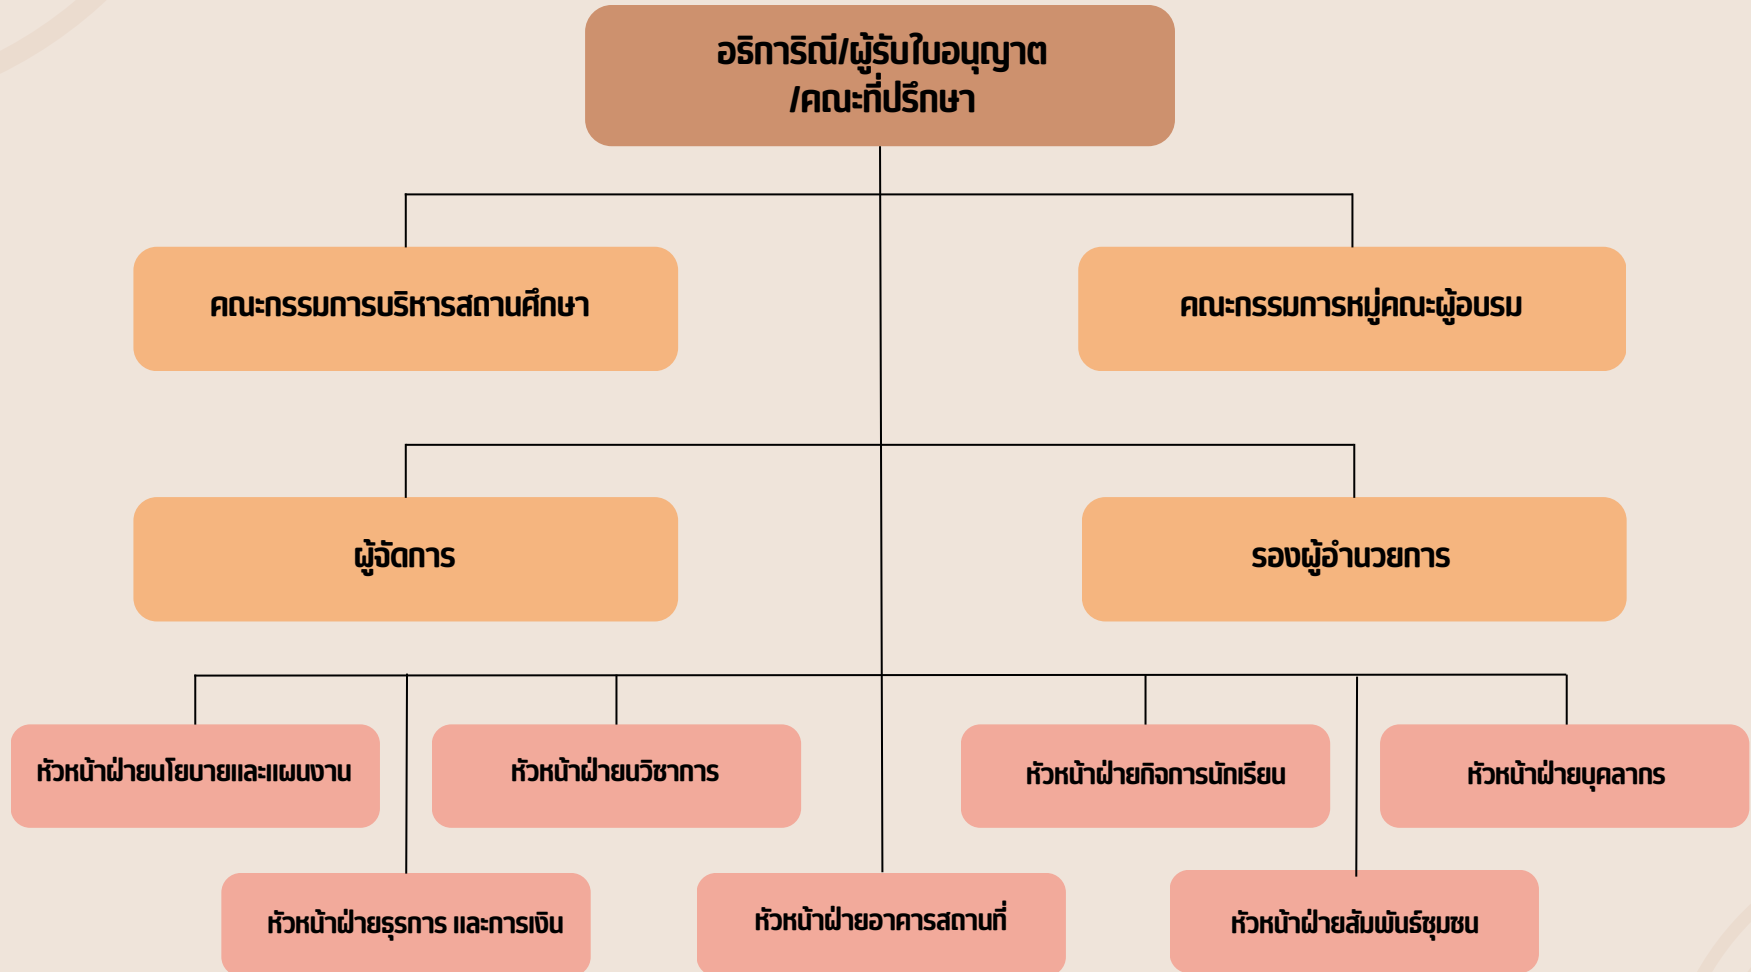 อธิการิณี/ผู้รับใบอนุญาต
/คณะที่ปรึกษา
คณะกรรมการบริหารสถานศึกษา
คณะกรรมการหมู่คณะผู้อบรม
ผู้จัดการ
รองผู้อำนวยการ
หัวหน้าฝ่ายนโยบายและแผนงาน
หัวหน้าฝ่ายนวิชาการ
หัวหน้าฝ่ายกิจการนักเรียน
หัวหน้าฝ่ายบุคลากร
หัวหน้าฝ่ายธุรการ และการเงิน
หัวหน้าฝ่ายอาคารสถานที่
หัวหน้าฝ่ายสัมพันธ์ชุมชน